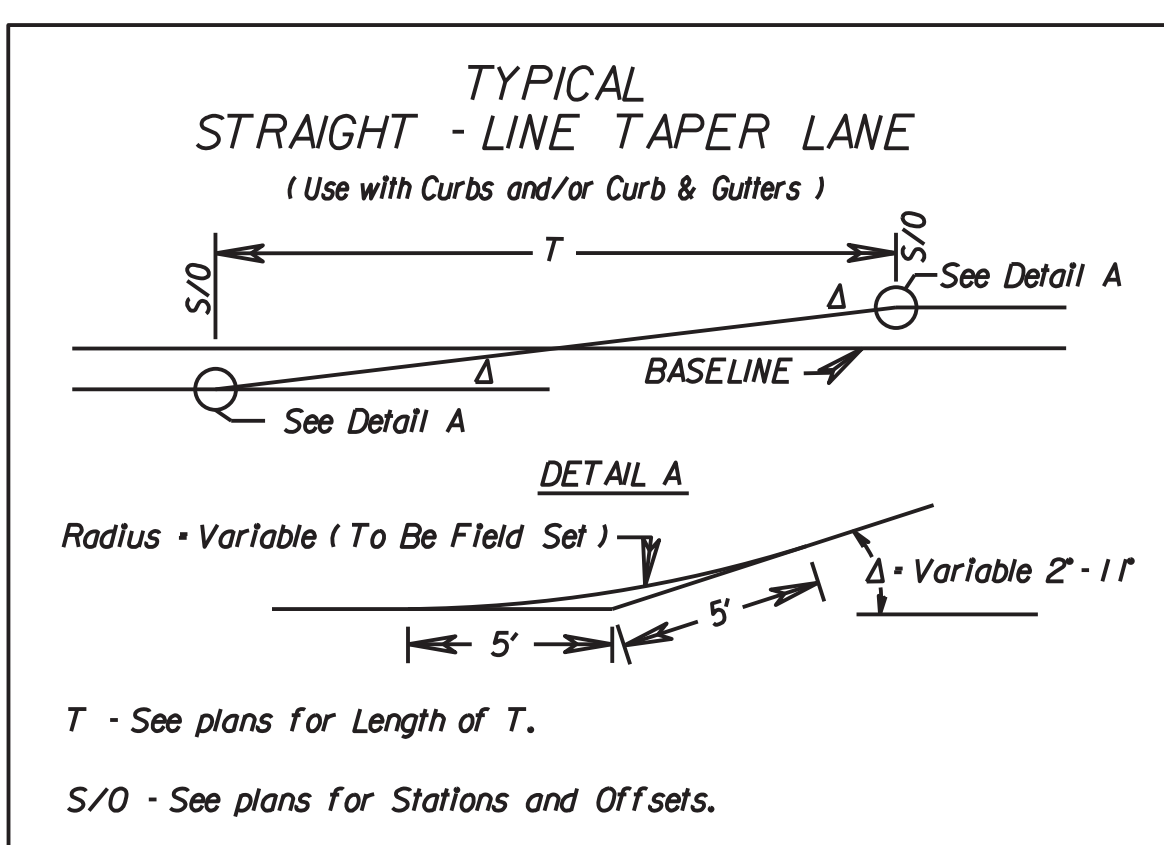 TYPICAL
STRAIGHT - LINE TAPER LANE
( Use with Curbs and/or Curb & Gutters )
S/O
T
S/O
See Detail A
Δ
Δ
BASELINE
See Detail A
DETAIL A
Radius = Variable ( To Be Field Set )
Δ = Variable 2° - 11°
5'
5'
T - See plans for Length of T.
S/O - See plans for Stations and Offsets.